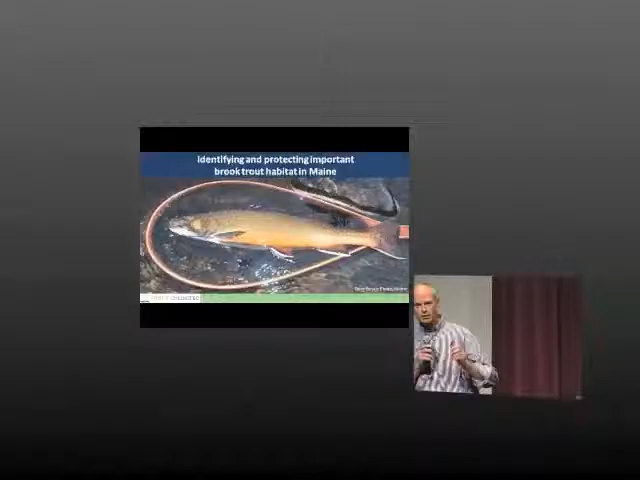 Identifying and protecting important
brook trout habitat in Maine